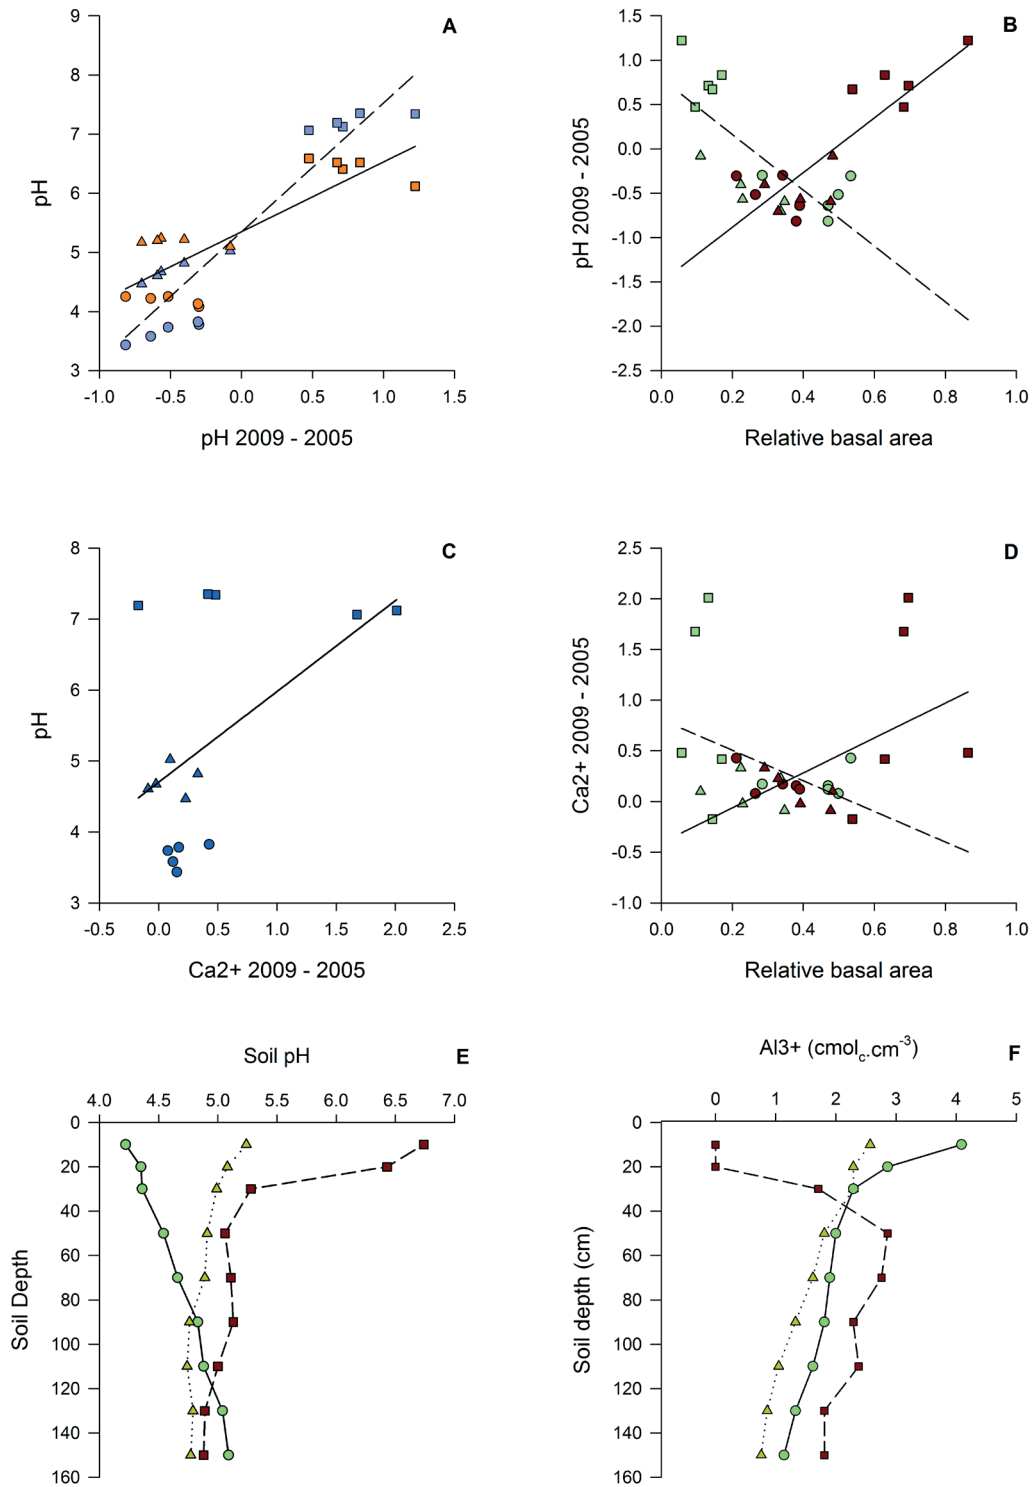 A
9
8
7
6
5
4
3
pH
-1.0 -0.5 0.0 0.5 1.0 1.5
pH 2009 - 2005
B
1.5
1.0
0.5
0.0
-0.5
-1.0
-1.5
-2.0
-2.5
pH 2009 - 2005
0.0 0.2 0.4 0.6 0.8 1.0
Relative basal area
C
8
7
6
5
4
3
pH
-0.5 0.0 0.5 1.0 1.5 2.0 2.5
Ca2+ 2009 - 2005
D
2.5
2.0
1.5
1.0
0.5
0.0
-0.5
-1.0
Ca2+ 2009 - 2005
0.0 0.2 0.4 0.6 0.8 1.0
Relative basal area
Soil pH
E
4.0 4.5 5.0 5.5 6.0 6.5 7.0
0
20
40
60
80
100
120
140
160
Soil Depth
Al3+ (cmol_c.cm^-3)
F
0 1 2 3 4 5
0
20
40
60
80
100
120
140
160
Soil depth (cm)